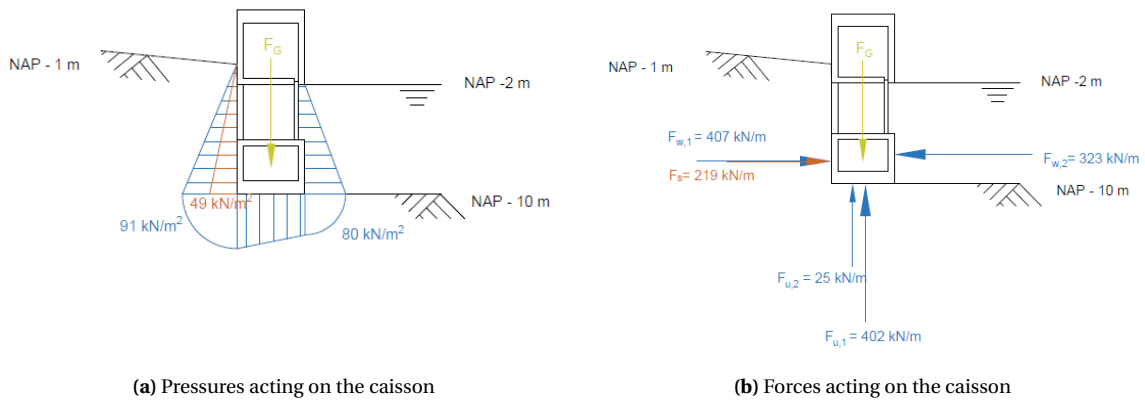 F_G
NAP - 1 m
NAP -2 m
49 kN/m²
NAP - 10 m
91 kN/m²
80 kN/m²
(a) Pressures acting on the caisson
F_G
NAP - 1 m
NAP -2 m
F_w,1 = 407 kN/m
F_w,2= 323 kN/m
F_s= 219 kN/m
NAP - 10 m
F_u,2 = 25 kN/m
F_u,1 = 402 kN/m
(b) Forces acting on the caisson